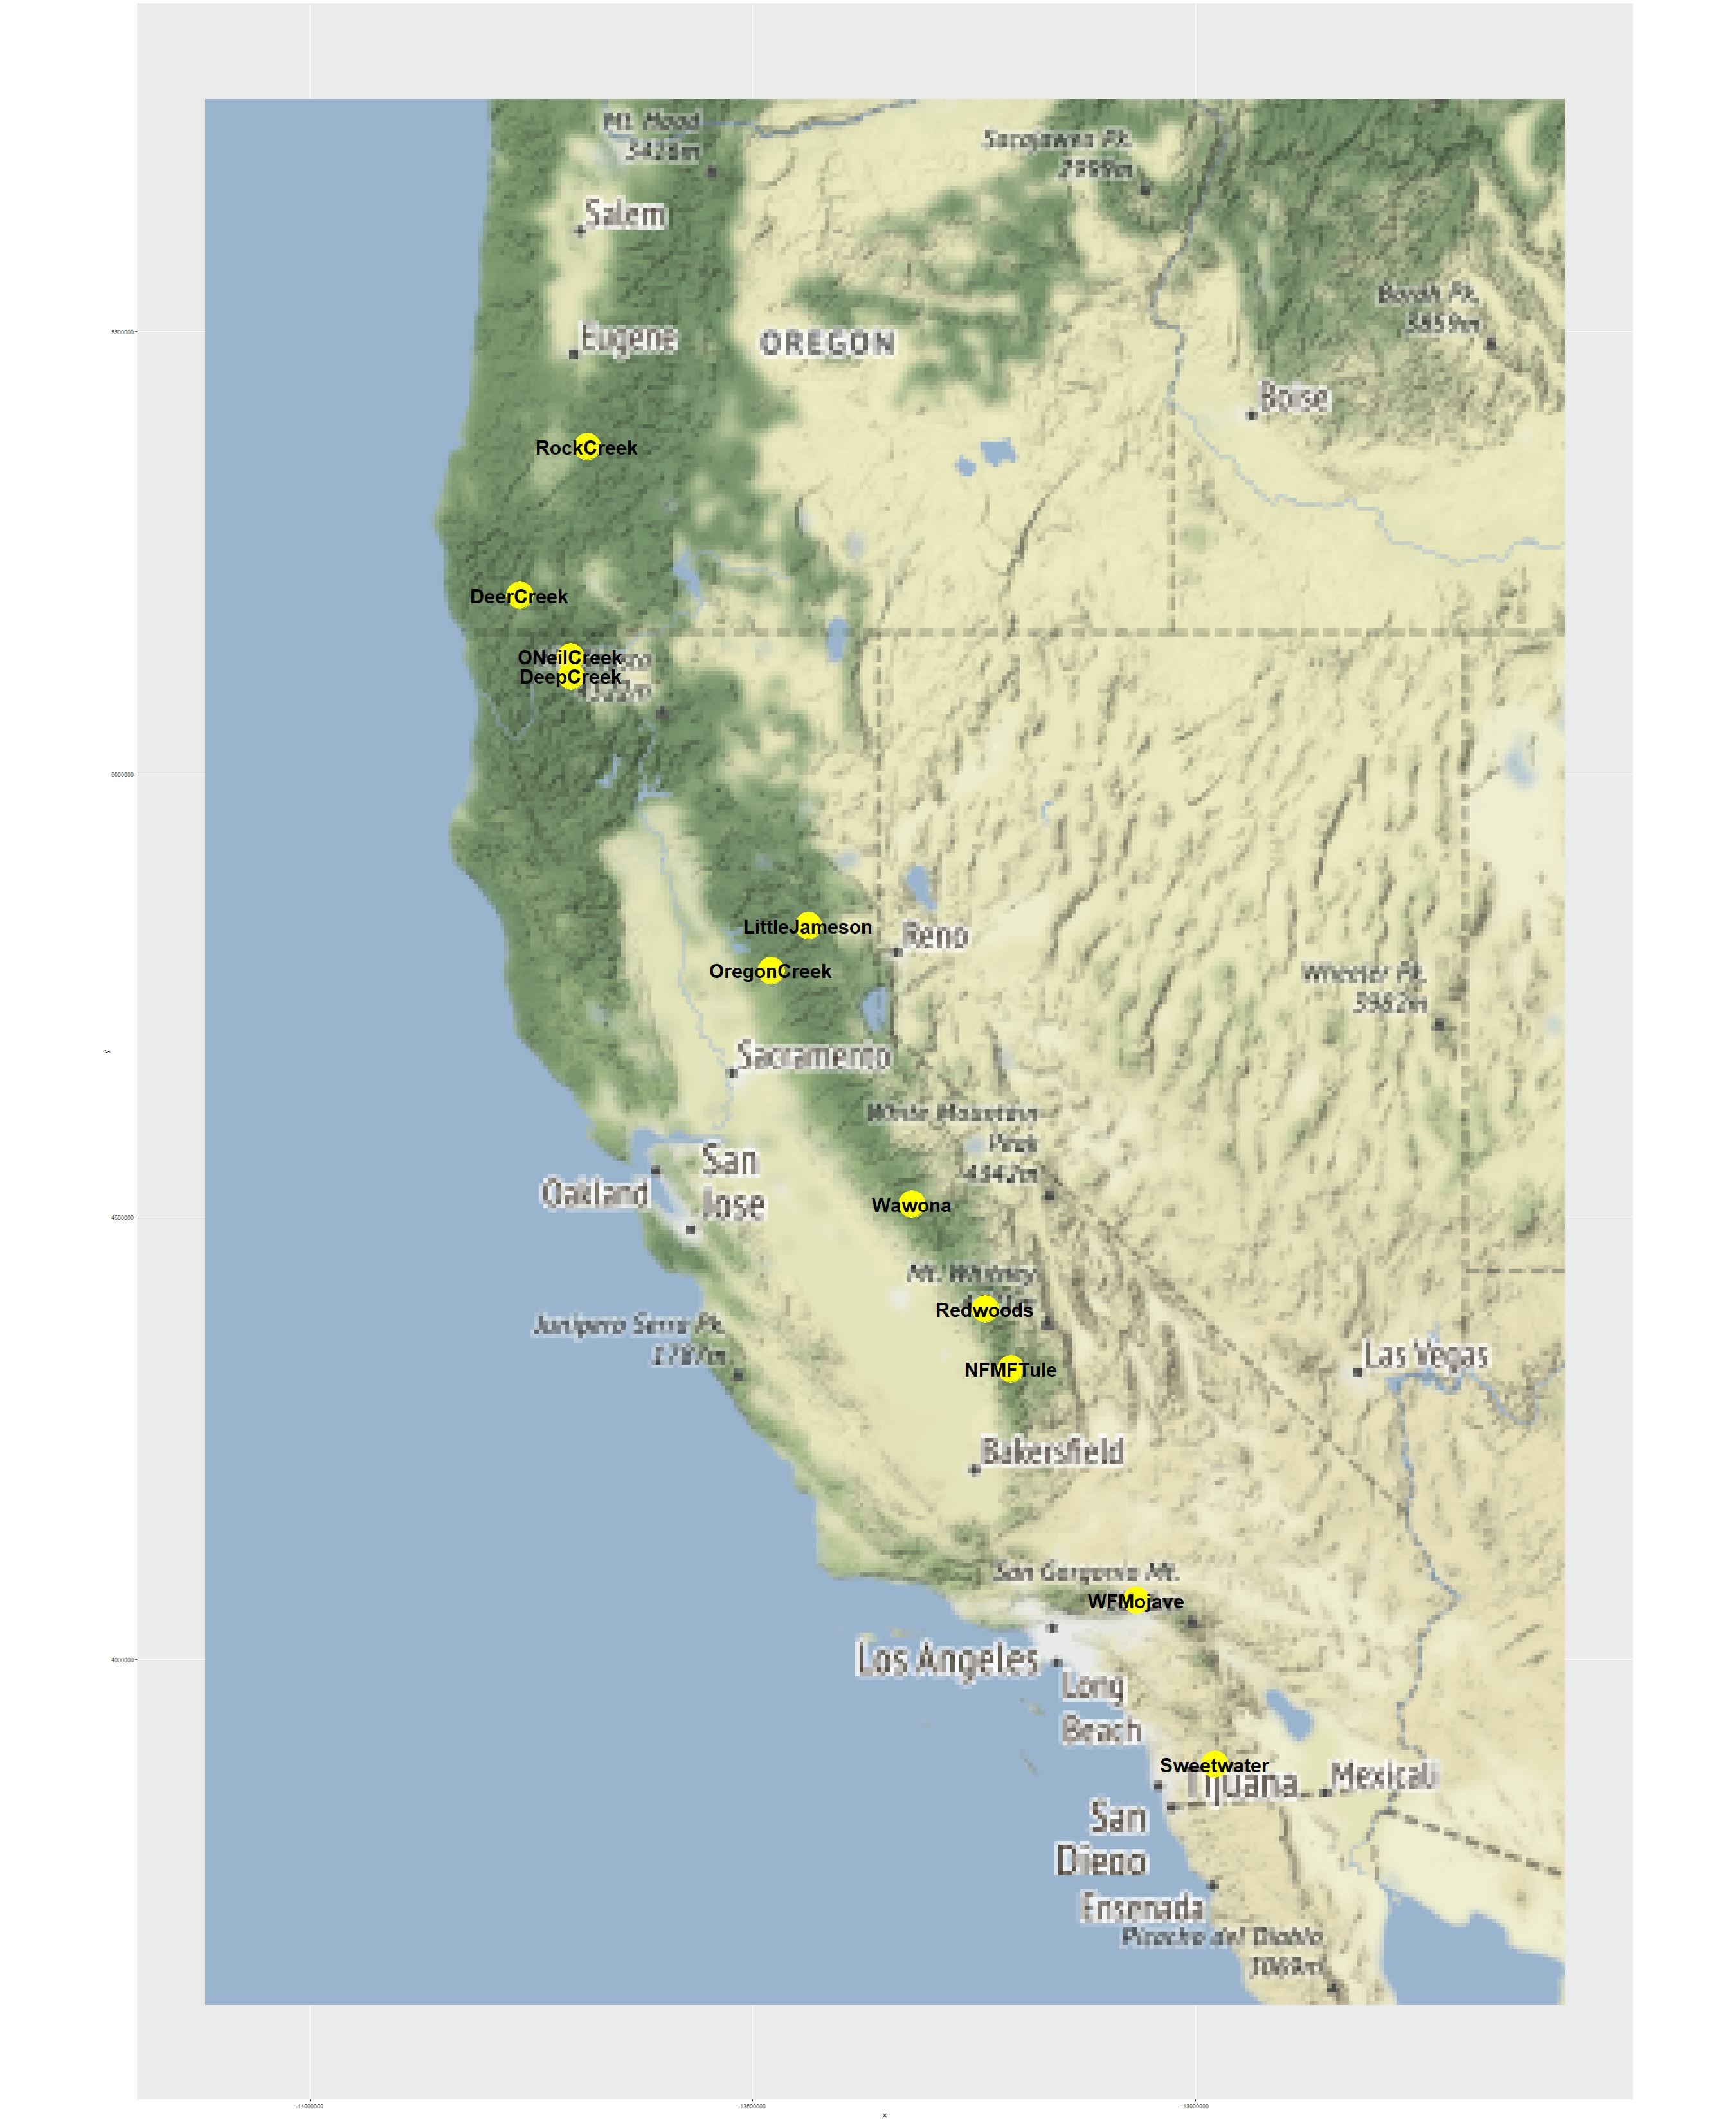 Mt. Hood
3428m
Sacajawea Pk.
2999m
Salem
Borah Pk.
3859m
5500000
Eugene
OREGON
Boise
RockCreek
DeerCreek
ONeilCreek
DeepCreek
5000000
LittleJameson
Reno
OregonCreek
Wheeler Pk.
3982m
y
Sacramento
White Mountain
Peak
4342m
San
Jose
Oakland
Wawona
4500000
Mt. Whitney
Redwoods
Junipero Serra Pk.
1787m
Las Vegas
NFMFTule
Bakersfield
San Gorgonio Mt.
WFMojave
Los Angeles
4000000
Long
Beach
Sweetwater
Tijuana
Mexicali
San
Diego
Ensenada
Picacho del Diablo
-14000000
-13500000
-13000000
x